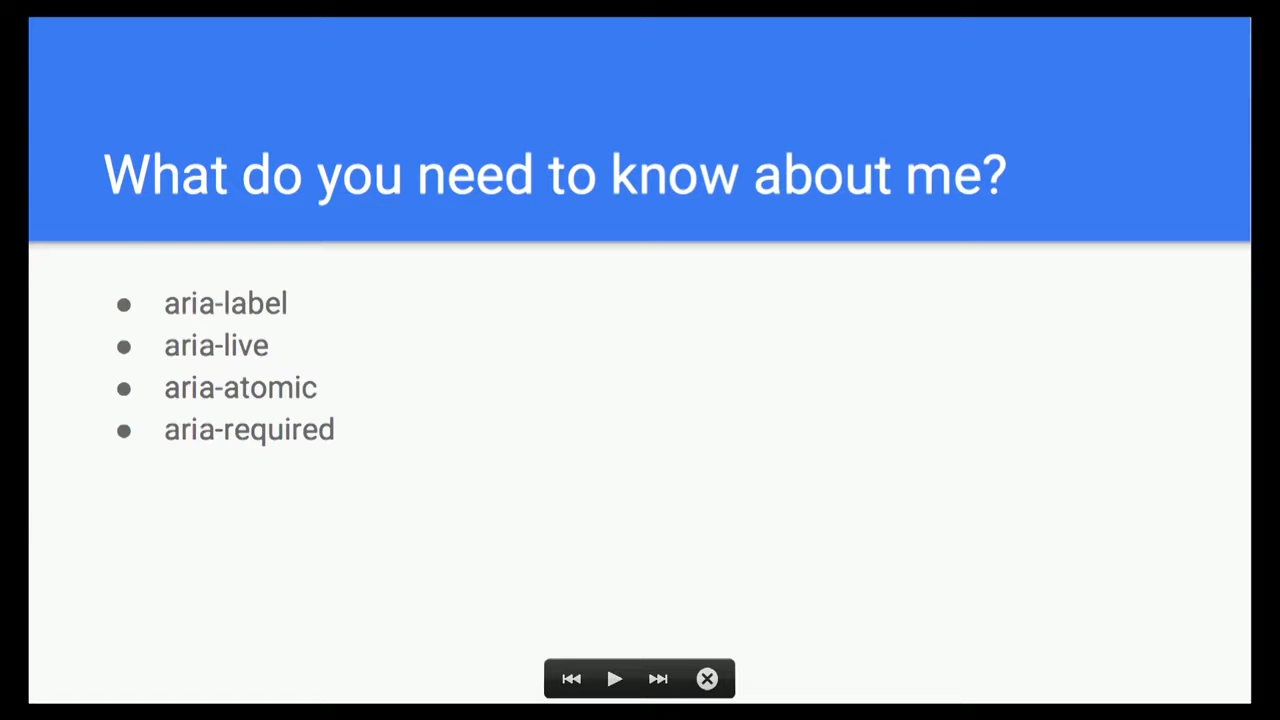 What do you need to know about me?
● aria-label
● aria-live
● aria-atomic
● aria-required